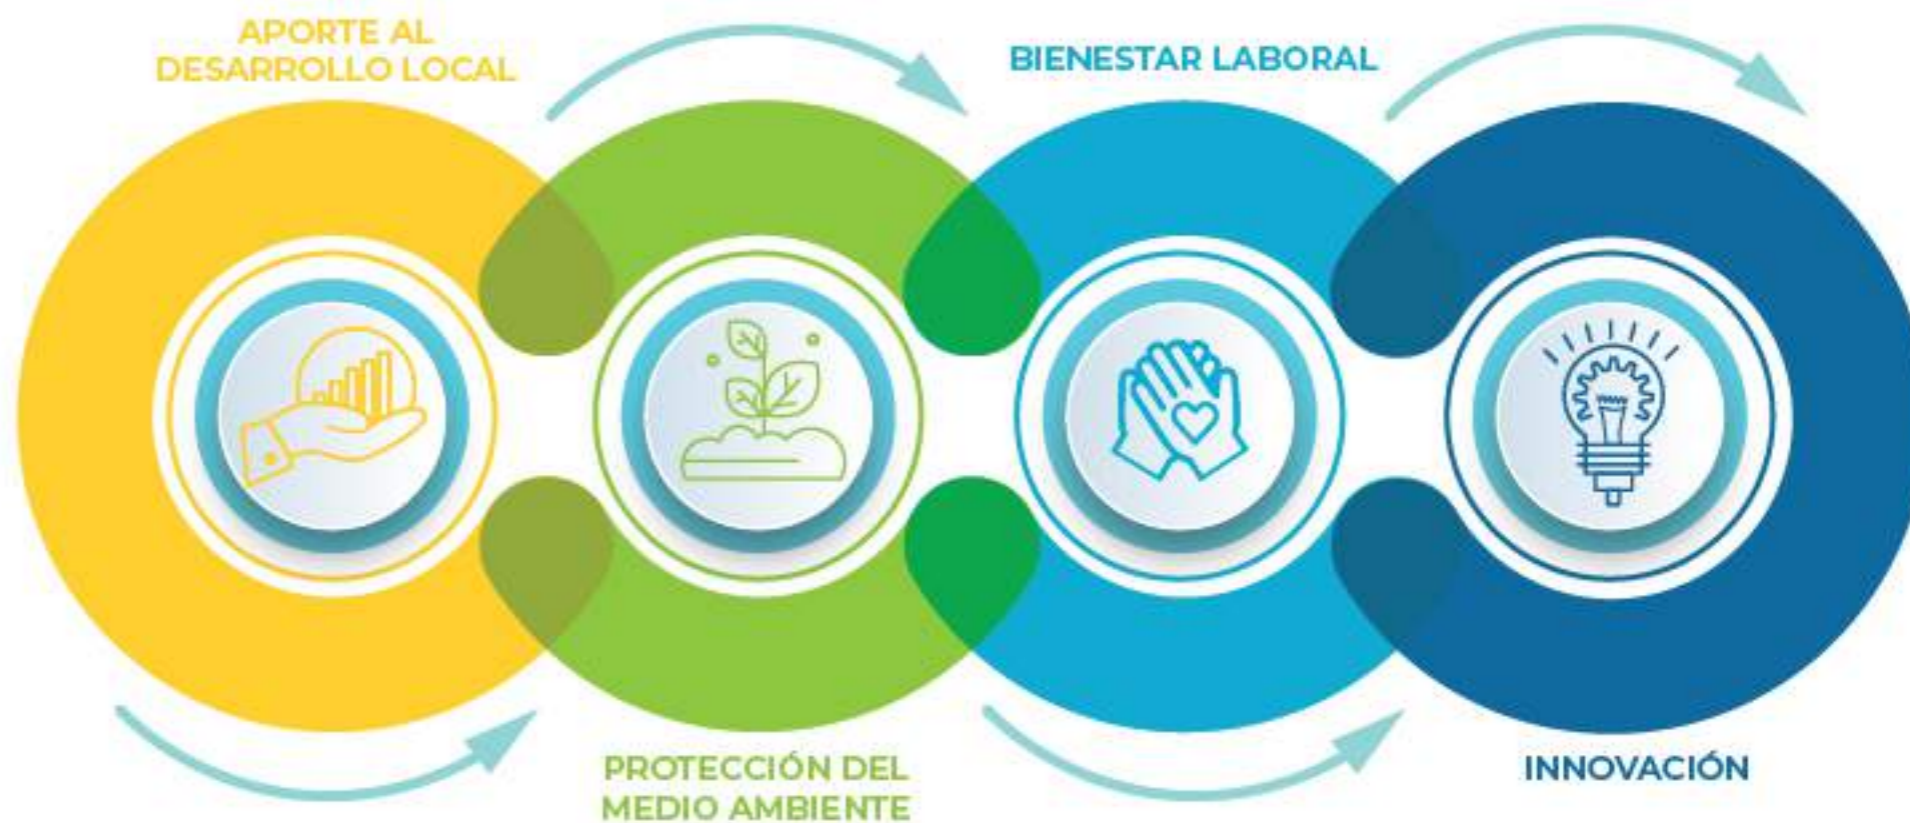 APORTE AL
DESARROLLO LOCAL
BIENESTAR LABORAL
PROTECCIÓN DEL
MEDIO AMBIENTE
INNOVACIÓN